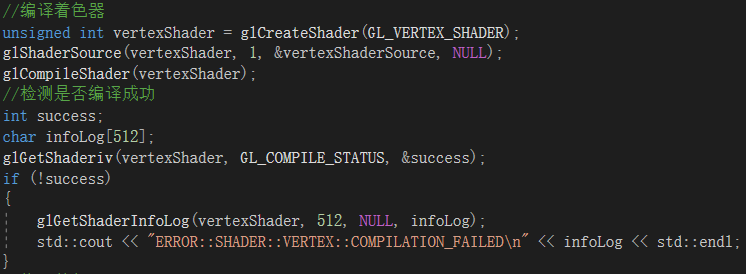 //编译着色器
unsigned int vertexShader = glCreateShader(GL_VERTEX_SHADER);
glShaderSource(vertexShader, 1, &vertexShaderSource, NULL);
glCompileShader(vertexShader);
//检测是否编译成功
int success;
char infoLog[512];
glGetShaderiv(vertexShader, GL_COMPILE_STATUS, &success);
if (!success)
{
glGetShaderInfoLog(vertexShader, 512, NULL, infoLog);
std::cout << "ERROR::SHADER::VERTEX::COMPILATION_FAILED\n" << infoLog << std::endl;
}